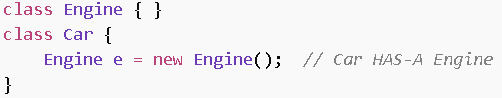 class Engine { }
class Car {
    Engine e = new Engine();  // Car HAS-A Engine
}